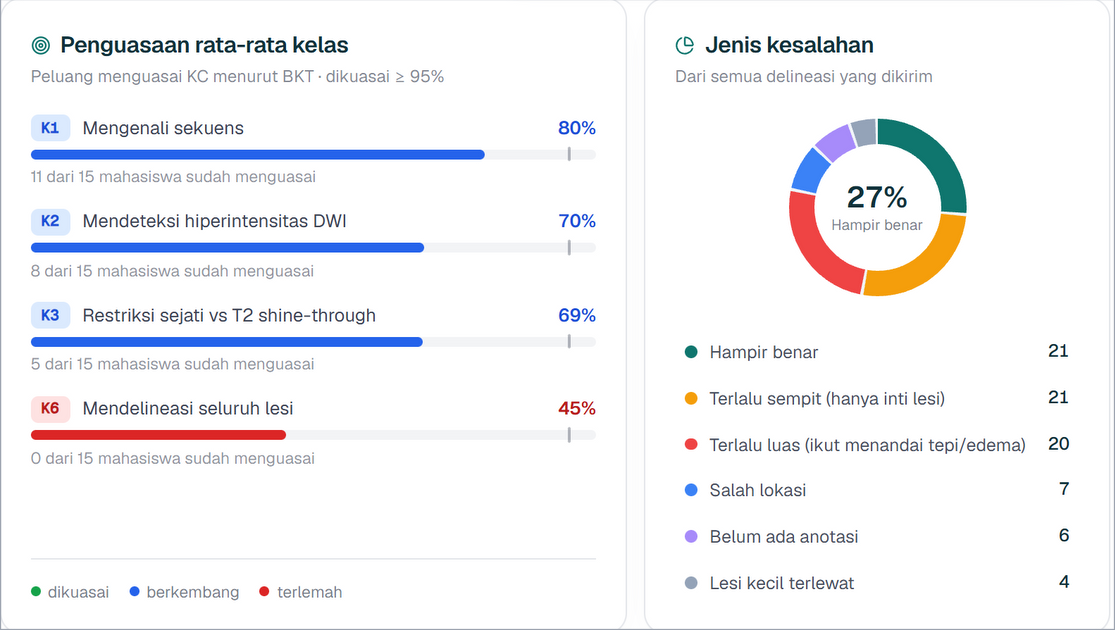 Penguasaan rata-rata kelas
Peluang menguasai KC menurut BKT · dikuasai ≥ 95%
K1 Mengenali sekuens 80%
11 dari 15 mahasiswa sudah menguasai
K2 Mendeteksi hiperintensitas DWI 70%
8 dari 15 mahasiswa sudah menguasai
K3 Restriksi sejati vs T2 shine-through 69%
5 dari 15 mahasiswa sudah menguasai
K6 Mendelineasi seluruh lesi 45%
0 dari 15 mahasiswa sudah menguasai
dikuasai berkembang terlemah
Jenis kesalahan
Dari semua delineasi yang dikirim
27%
Hampir benar
Hampir benar 21
Terlalu sempit (hanya inti lesi) 21
Terlalu luas (ikut menandai tepi/edema) 20
Salah lokasi 7
Belum ada anotasi 6
Lesi kecil terlewat 4